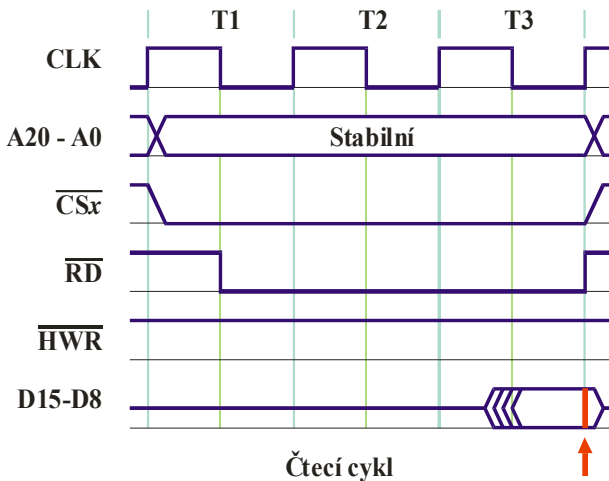 T1 T2 T3
CLK
A20 - A0 Stabilní
CSx
RD
HWR
D15-D8
Čtecí cykl